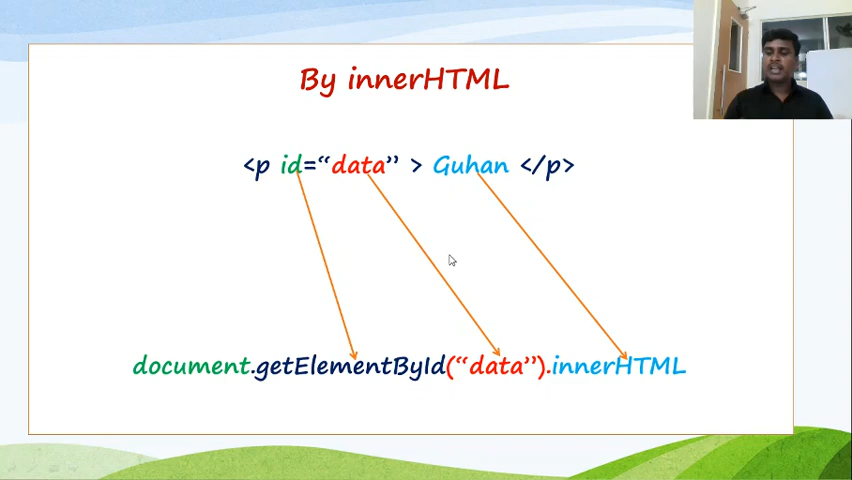 By innerHTML
<p id=“data” > Guhan </p>
document.getElementById(“data”).innerHTML